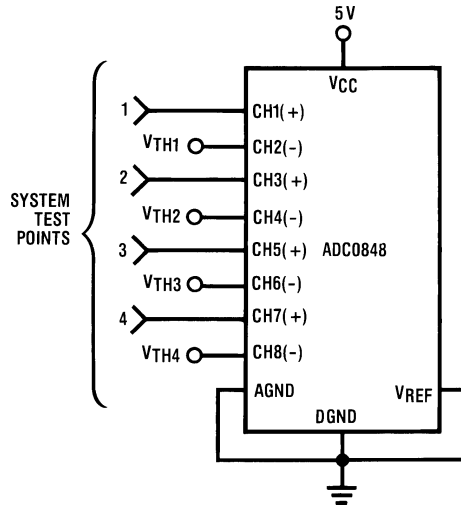 5 V
VCC
1
CH1(+)
VTH1
CH2(-)
2
CH3(+)
SYSTEM
TEST
POINTS
VTH2
CH4(-)
3
CH5(+)
ADC0848
VTH3
CH6(-)
4
CH7(+)
VTH4
CH8(-)
AGND
VREF
DGND